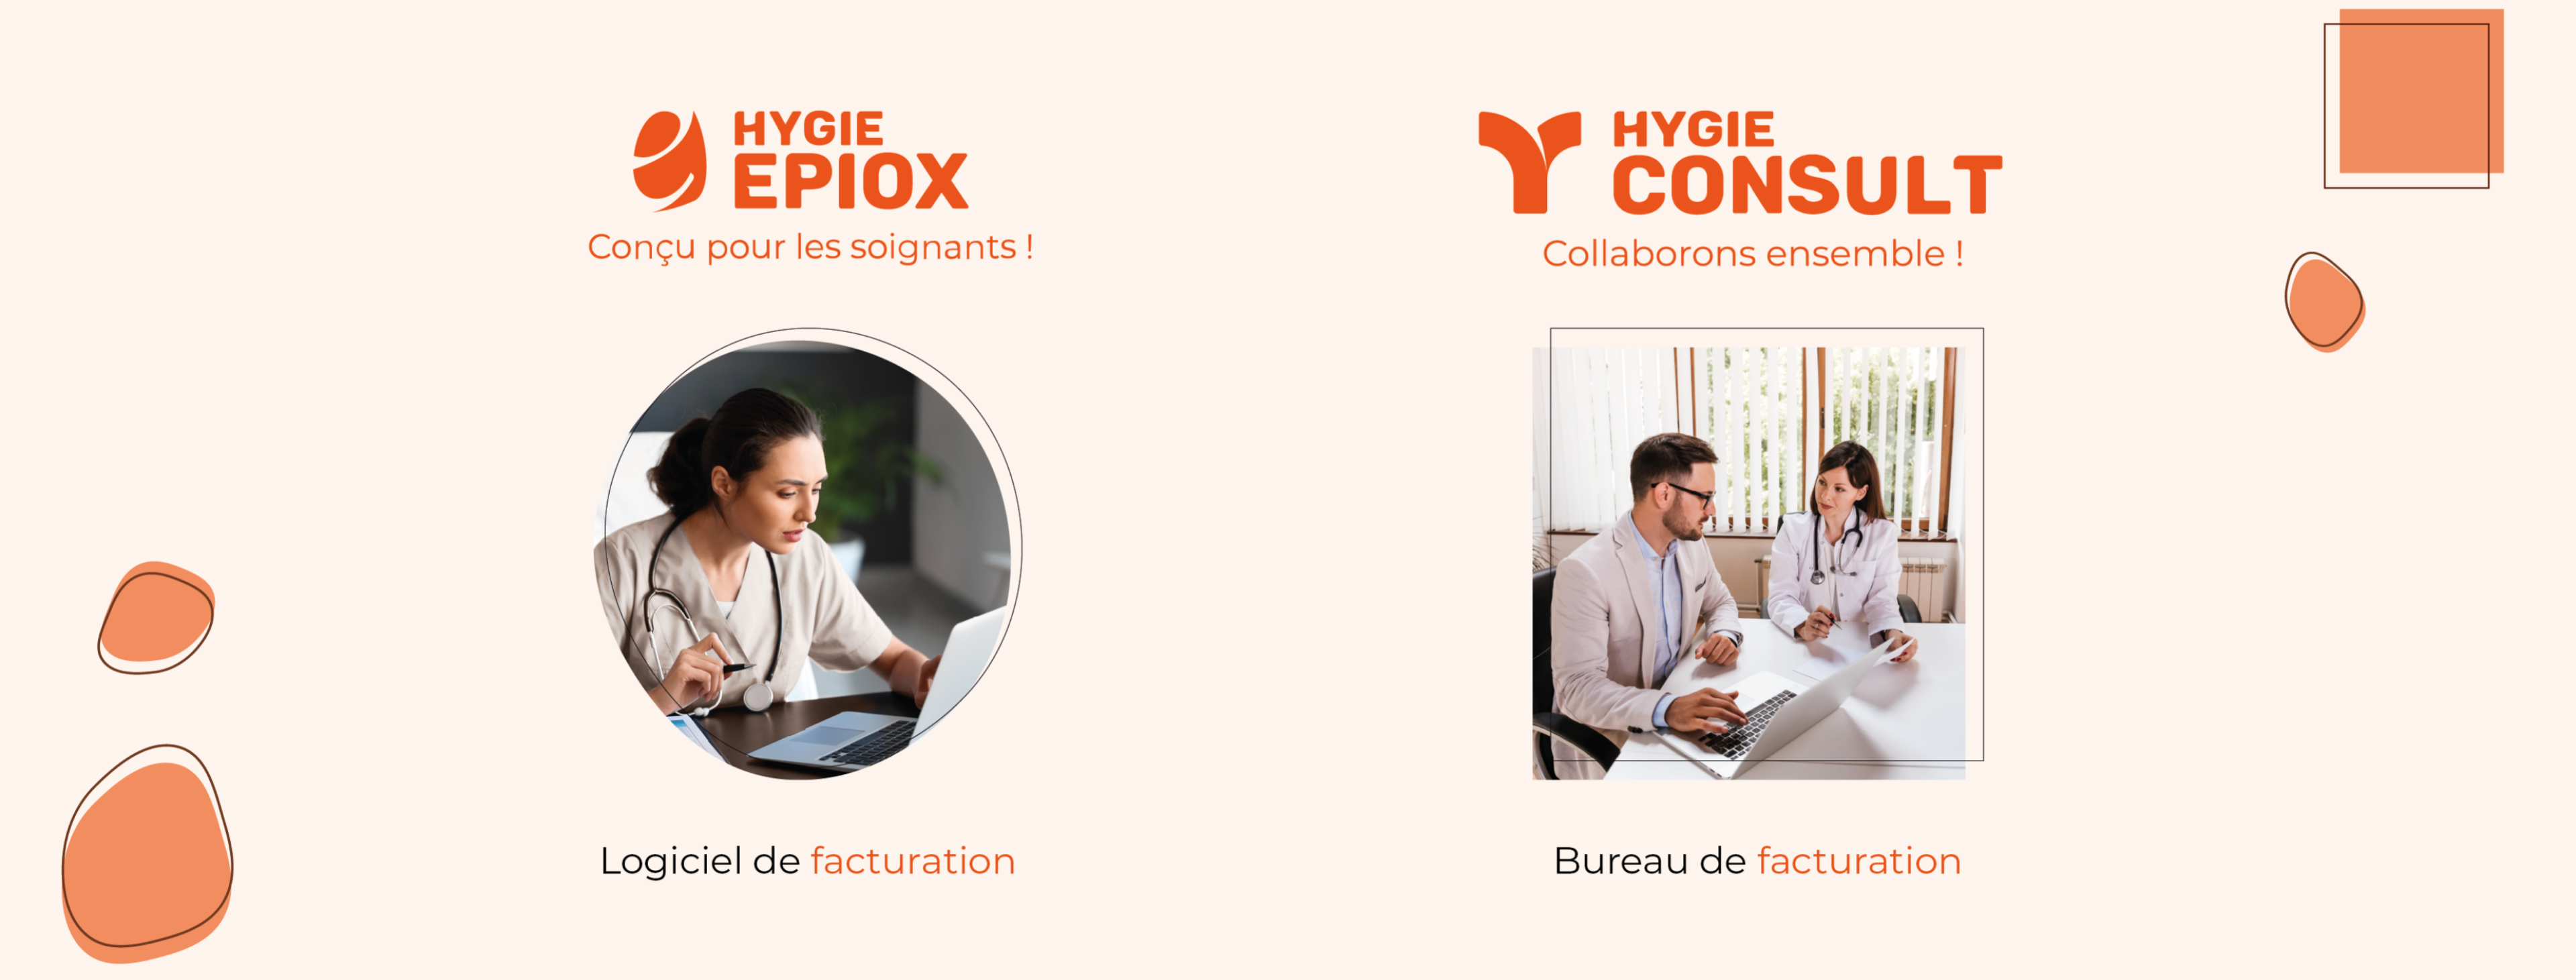 HYGIE
EPIOX
Conçu pour les soignants !
Logiciel de facturation
HYGIE
CONSULT
Collaborons ensemble !
Bureau de facturation